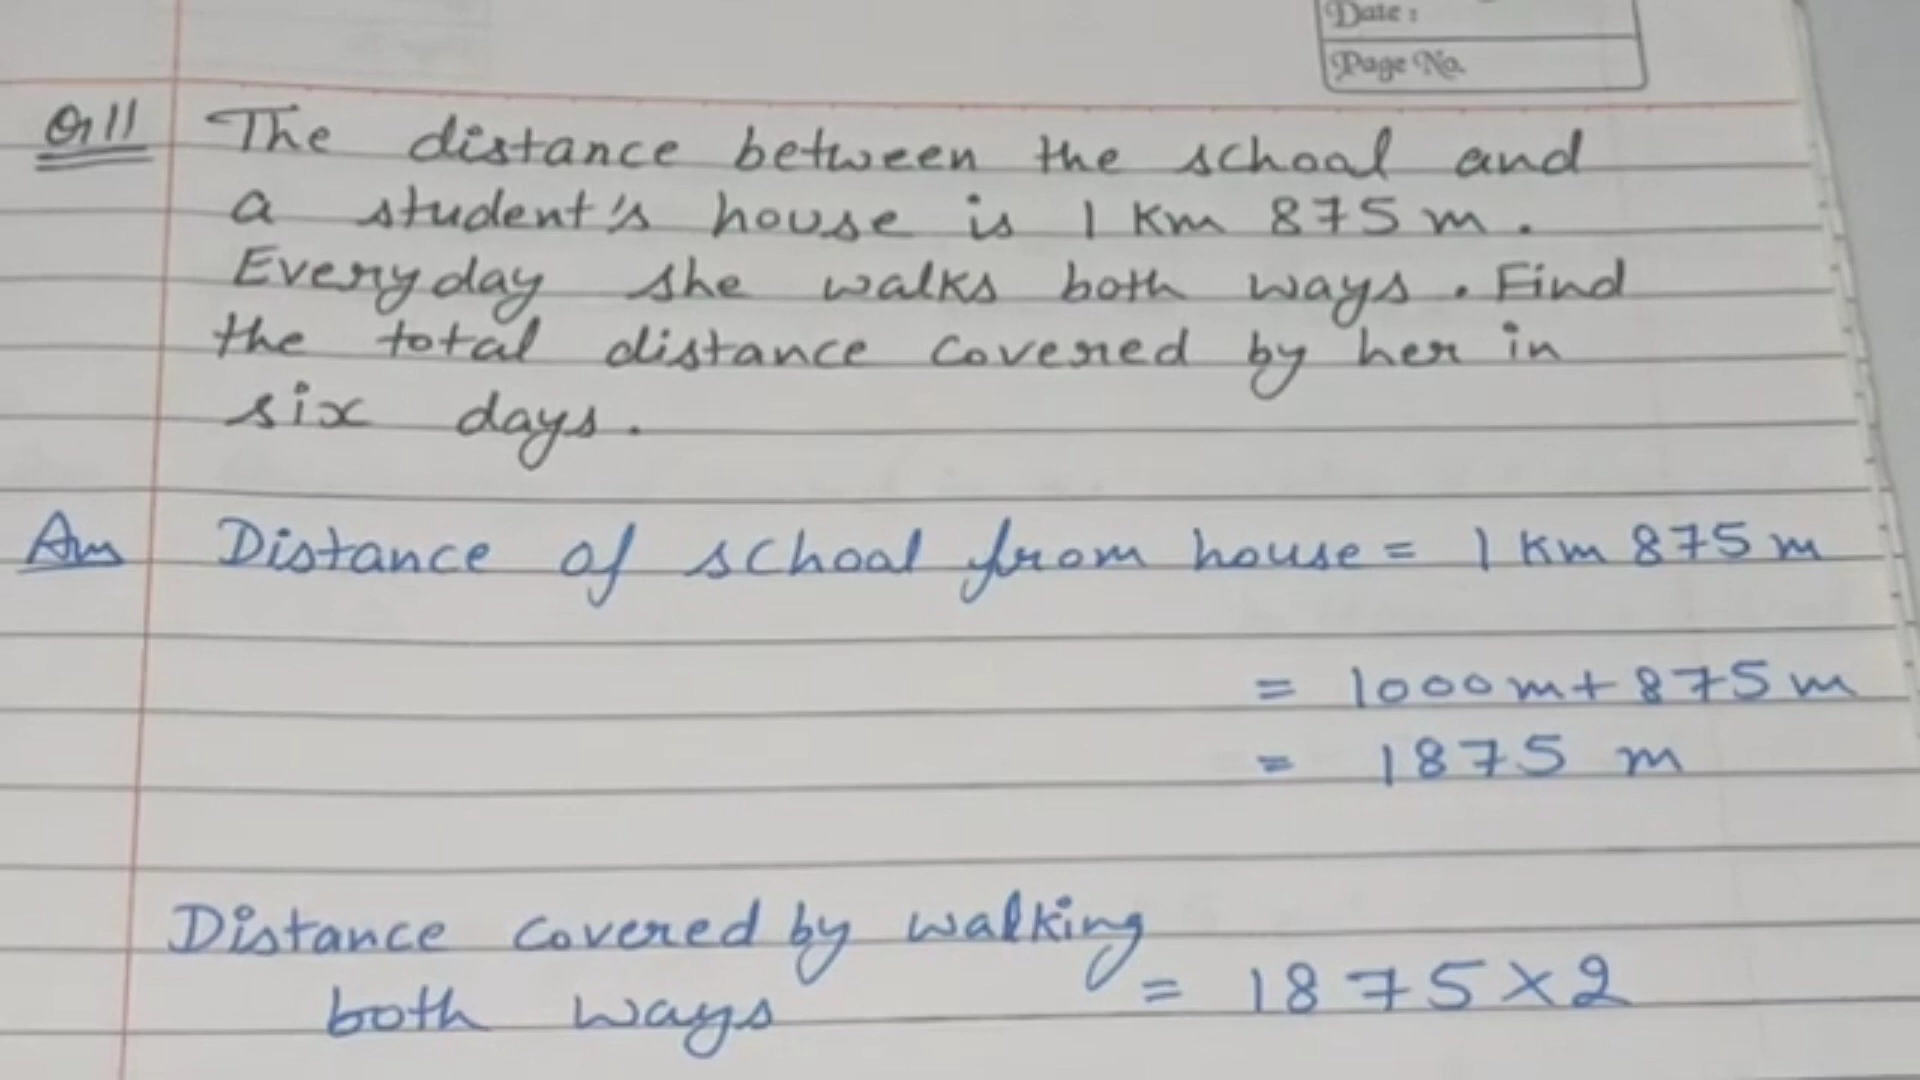 Date :
Page No.
Q11 The distance between the school and
a student's house is 1 Km 875 m.
Everyday she walks both ways. Find
the total distance covered by her in
six days.
Ans Distance of school from house = 1 Km 875 m
= 1000 m + 875 m
= 1875 m
Distance covered by walking
both ways = 1875 × 2